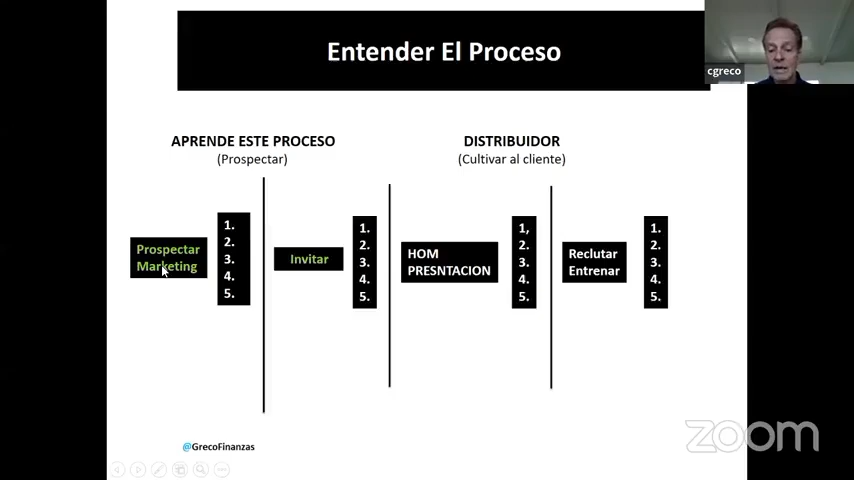 Entender El Proceso
cgreco
APRENDE ESTE PROCESO
(Prospectar)
DISTRIBUIDOR
(Cultivar al cliente)
Prospectar
Marketing
1.
2.
3.
4.
5.
Invitar
1.
2.
3.
4.
5.
HOM
PRESNTACION
1,
2.
3.
4.
5.
Reclutar
Entrenar
1.
2.
3.
4.
5.
@GrecoFinanzas
zoom